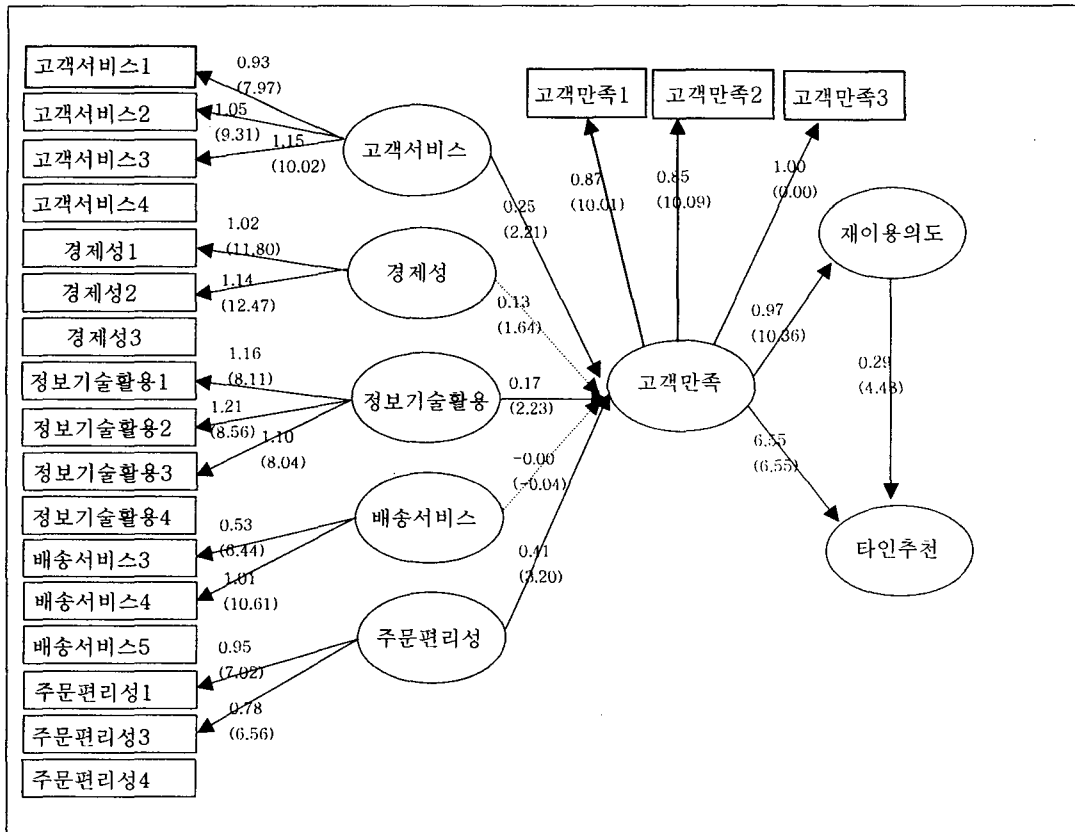 고객서비스1
고객서비스2
고객서비스3
고객서비스4
경제성1
경제성2
경제성3
정보기술활용1
정보기술활용2
정보기술활용3
정보기술활용4
배송서비스3
배송서비스4
배송서비스5
주문편리성1
주문편리성3
주문편리성4
0.93
(7.97)
1.05
(9.31)
1.15
(10.02)
1.02
(11.80)
1.14
(12.47)
1.16
(8.11)
1.21
(8.56)
1.10
(8.04)
0.53
(6.44)
1.01
(10.61)
0.95
(7.02)
0.78
(6.56)
고객서비스
경제성
정보기술활용
배송서비스
주문편리성
0.25
(2.21)
0.13
(1.64)
0.17
(2.23)
-0.00
(-0.04)
0.41
(3.20)
고객만족1
고객만족2
고객만족3
0.87
(10.01)
0.85
(10.09)
1.00
(0.00)
고객만족
0.97
(10.36)
6.55
(6.55)
재이용의도
0.29
(4.48)
타인추천